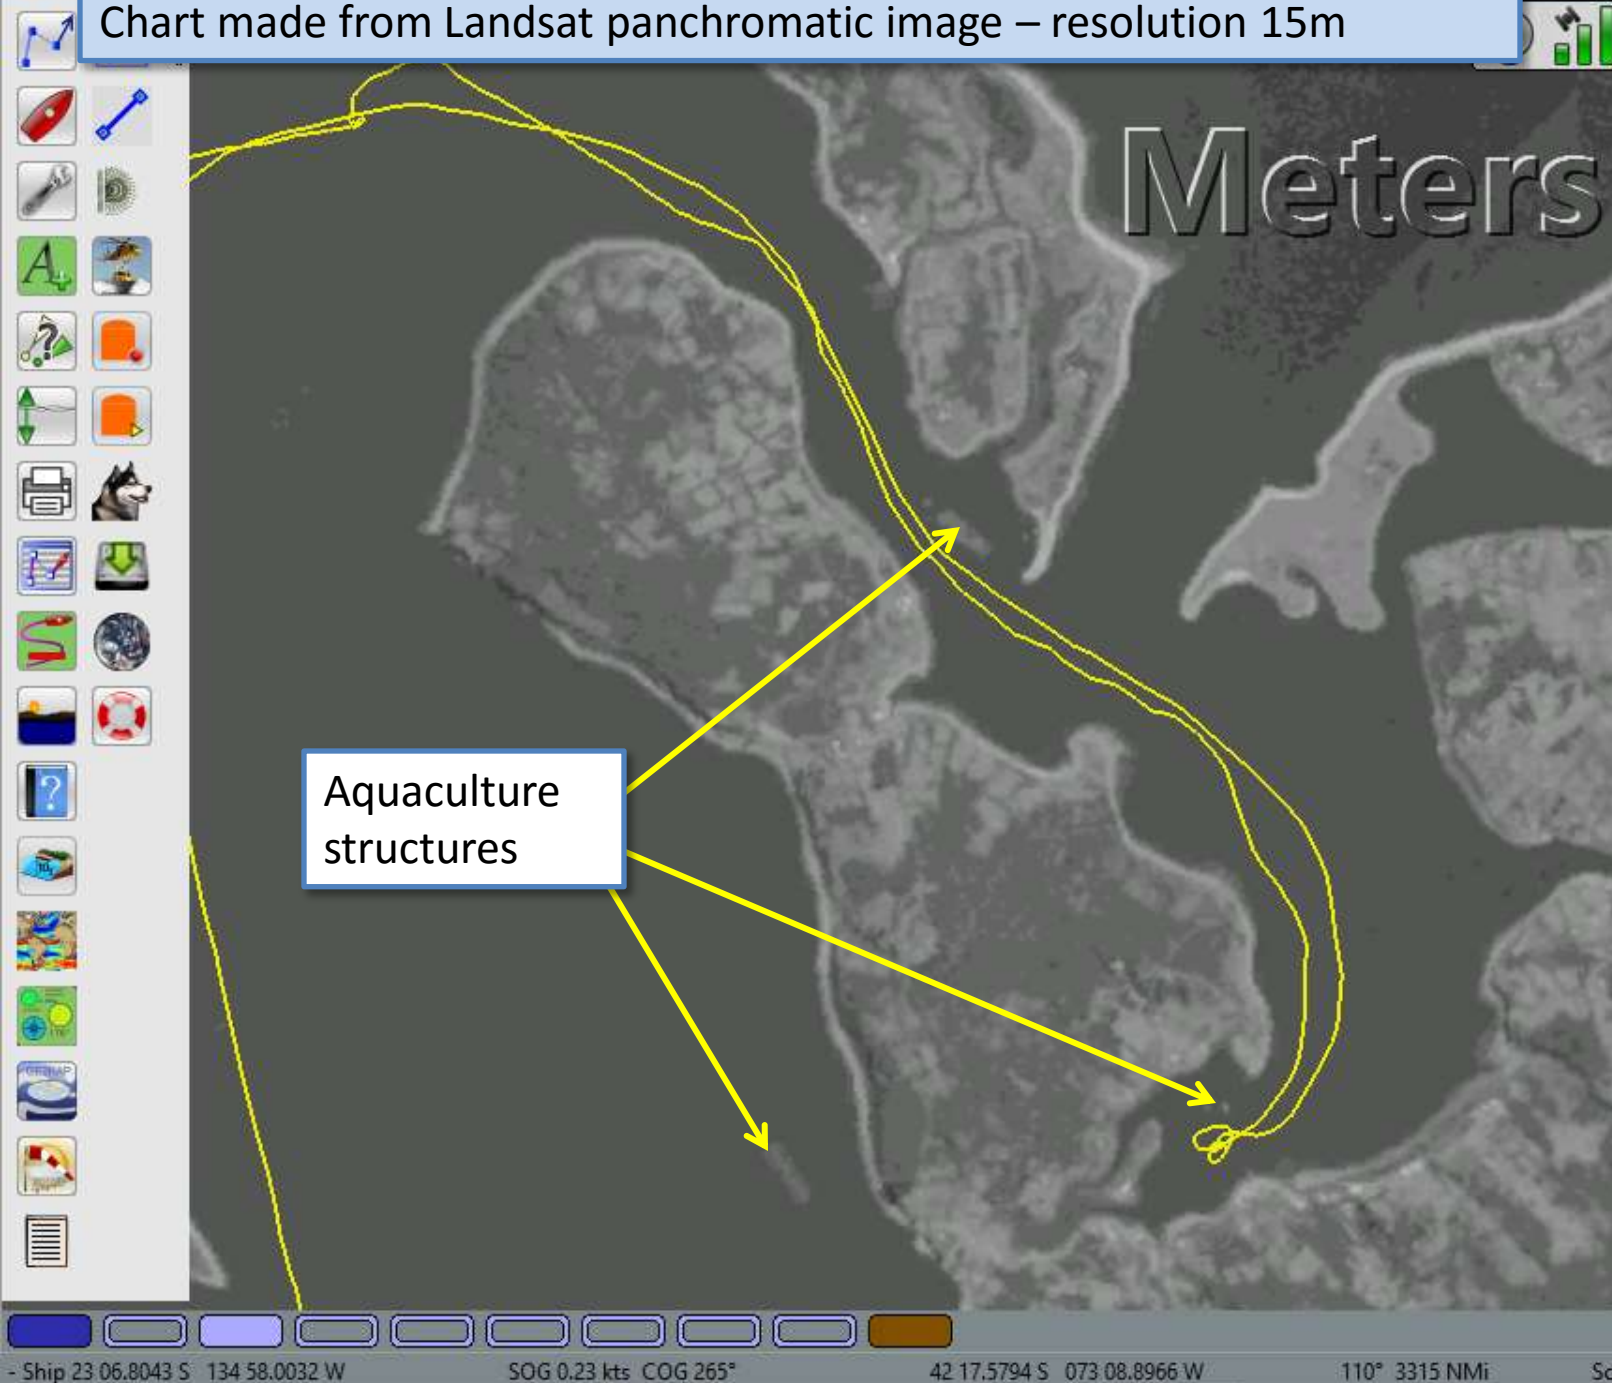 Chart made from Landsat panchromatic image – resolution 15m
Meters
Aquaculture
structures
- Ship 23 06.8043 S 134 58.0032 W SOG 0.23 kts COG 265° 42 17.5794 S 073 08.8966 W 110° 3315 NMi Sc